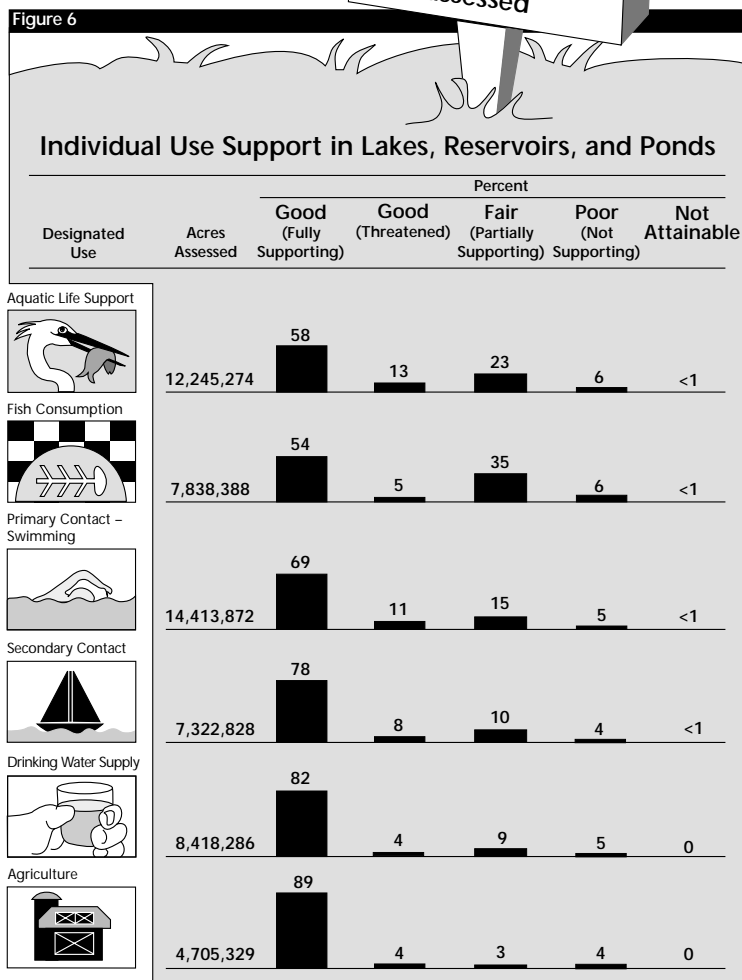 assessed
Figure 6
Individual Use Support in Lakes, Reservoirs, and Ponds
Percent
Designated Use
Acres Assessed
Good (Fully Supporting)
Good (Threatened)
Fair (Partially Supporting)
Poor (Not Supporting)
Not Attainable
Aquatic Life Support
12,245,274 58 13 23 6 <1
Fish Consumption
7,838,388 54 5 35 6 <1
Primary Contact –
Swimming
14,413,872 69 11 15 5 <1
Secondary Contact
7,322,828 78 8 10 4 <1
Drinking Water Supply
8,418,286 82 4 9 5 0
Agriculture
4,705,329 89 4 3 4 0